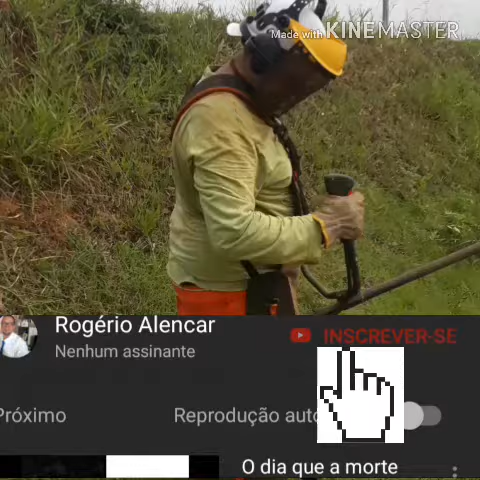 Made with KINEMASTER
Rogério Alencar
INSCREVER-SE
Nenhum assinante
Próximo
Reprodução auto
O dia que a morte